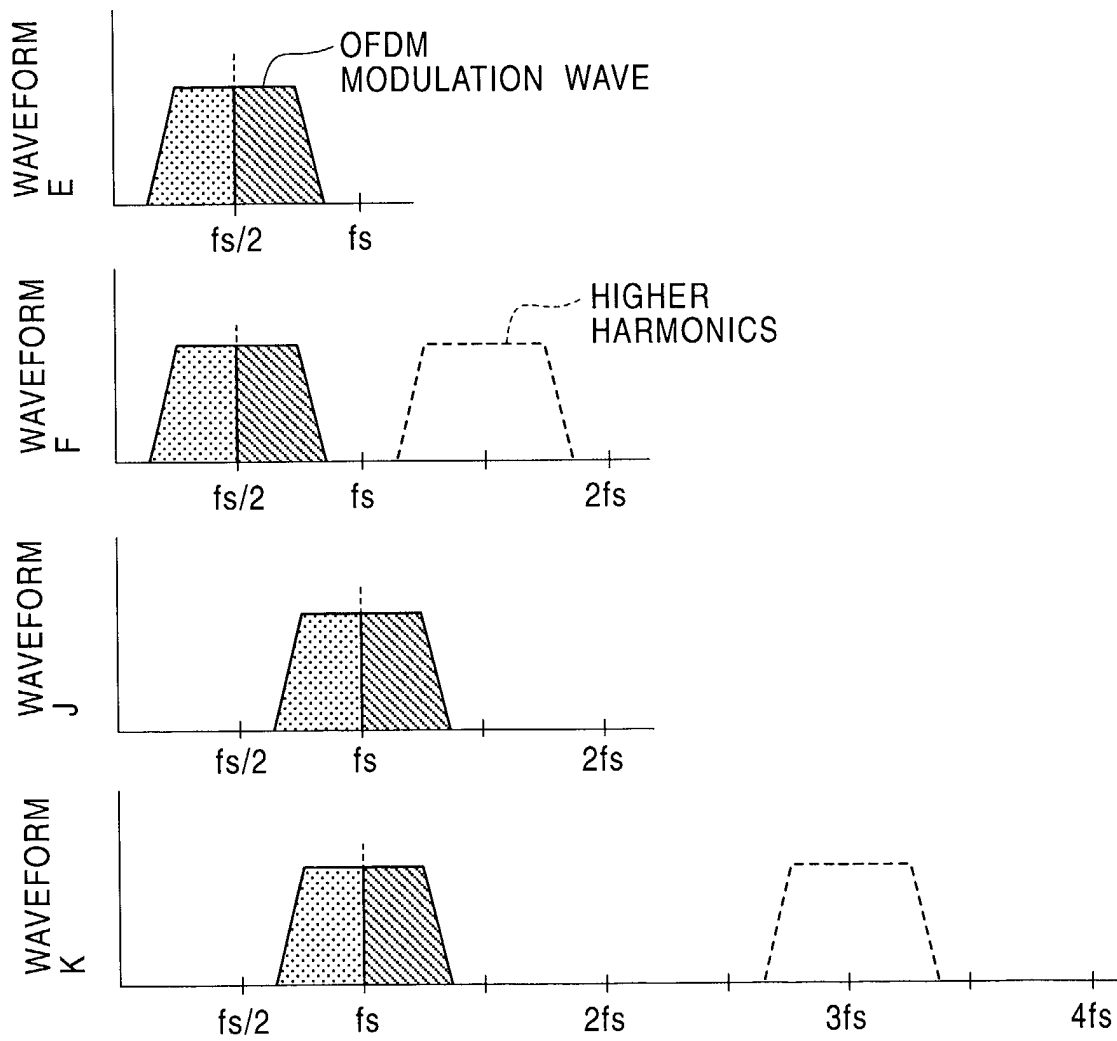 WAVEFORM
E
OFDM
MODULATION WAVE
fs/2
fs
WAVEFORM
F
HIGHER
HARMONICS
fs/2
fs
2fs
WAVEFORM
J
fs/2
fs
2fs
WAVEFORM
K
fs/2
fs
2fs
3fs
4fs